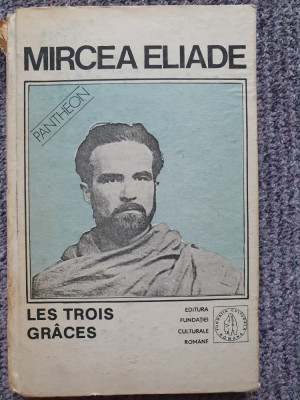 MIRCEA ELIADE
PANTHEON
LES TROIS
GRÂCES
EDITURA
FUNDAȚIEI
CULTURALE
ROMÂNE